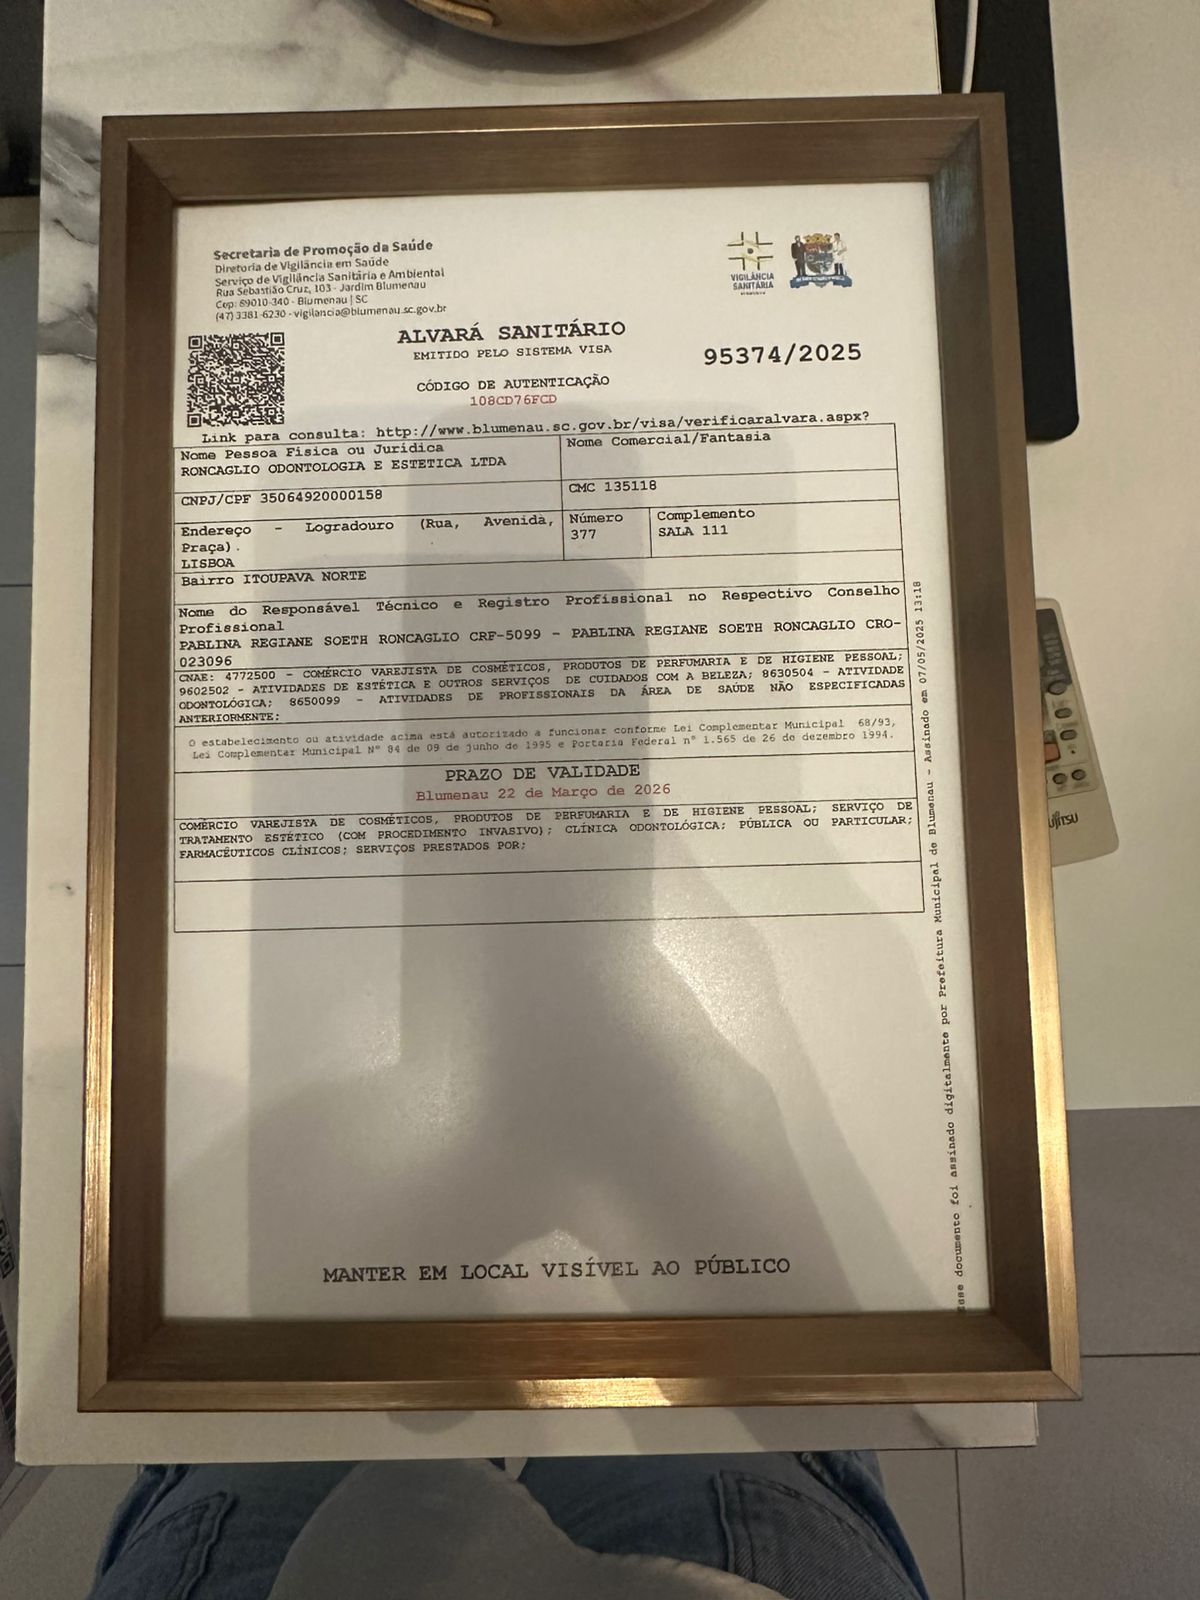 Secretaria de Promoção da Saúde
Diretoria de Vigilância em Saúde
Serviço de Vigilância Sanitária e Ambiental
Rua Sebastião Cruz, 103 - Jardim Blumenau
Cep: 89010-340 - Blumenau | SC
(47) 3381-6230 - vigilancia@blumenau.sc.gov.br
VIGILÂNCIA
SANITÁRIA
ALVARÁ SANITÁRIO
EMITIDO PELO SISTEMA VISA
95374/2025
CÓDIGO DE AUTENTICAÇÃO
108CD76FCD
Link para consulta: http://www.blumenau.sc.gov.br/visa/verificaralvara.aspx?
Nome Pessoa Física ou Jurídica
RONCAGLIO ODONTOLOGIA E ESTETICA LTDA
Nome Comercial/Fantasia
CNPJ/CPF 35064920000158
CMC 135118
Endereço - Logradouro (Rua, Avenida,
Praça).
LISBOA
Número
377
Complemento
SALA 111
Bairro ITOUPAVA NORTE
Nome do Responsável Técnico e Registro Profissional no Respectivo Conselho
Profissional
PABLINA REGIANE SOETH RONCAGLIO CRF-5099 - PABLINA REGIANE SOETH RONCAGLIO CRO-
023096
CNAE: 4772500 - COMÉRCIO VAREJISTA DE COSMÉTICOS, PRODUTOS DE PERFUMARIA E DE HIGIENE PESSOAL;
9602502 - ATIVIDADES DE ESTÉTICA E OUTROS SERVIÇOS DE CUIDADOS COM A BELEZA; 8630504 - ATIVIDADE
ODONTOLÓGICA; 8650099 - ATIVIDADES DE PROFISSIONAIS DA ÁREA DE SAÚDE NÃO ESPECIFICADAS
ANTERIORMENTE;
O estabelecimento ou atividade acima está autorizado a funcionar conforme Lei Complementar Municipal 68/93,
Lei Complementar Municipal N° 84 de 09 de junho de 1995 e Portaria Federal n° 1.565 de 26 de dezembro 1994.
PRAZO DE VALIDADE
Blumenau 22 de Março de 2026
COMÉRCIO VAREJISTA DE COSMÉTICOS, PRODUTOS DE PERFUMARIA E DE HIGIENE PESSOAL; SERVIÇO DE
TRATAMENTO ESTÉTICO (COM PROCEDIMENTO INVASIVO); CLÍNICA ODONTOLÓGICA; PÚBLICA OU PARTICULAR;
FARMACÊUTICOS CLÍNICOS; SERVIÇOS PRESTADOS POR;
Esse documento foi assinado digitalmente por Prefeitura Municipal de Blumenau - Assinado em 07/05/2025 13:18
MANTER EM LOCAL VISÍVEL AO PÚBLICO